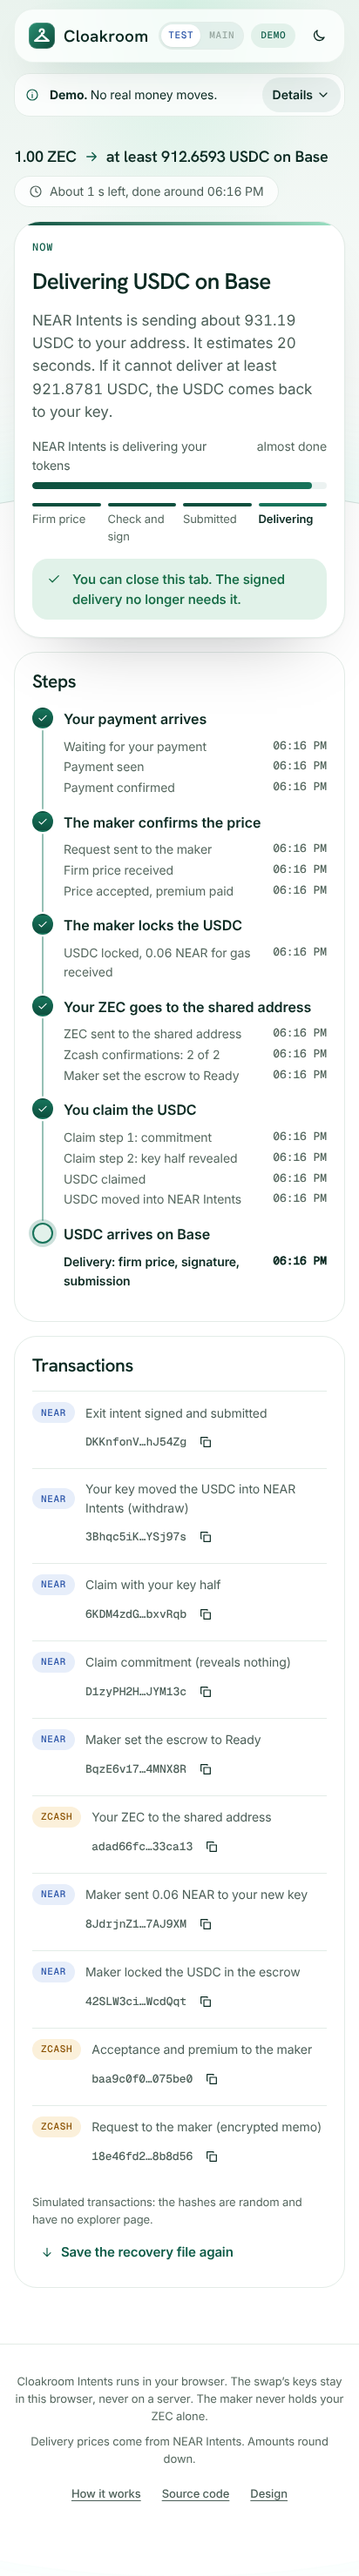 Cloakroom TEST MAIN DEMO
Demo. No real money moves. Details
1.00 ZEC → at least 912.6593 USDC on Base
About 1 s left, done around 06:16 PM
NOW
Delivering USDC on Base
NEAR Intents is sending about 931.19
USDC to your address. It estimates 20
seconds. If it cannot deliver at least
921.8781 USDC, the USDC comes back
to your key.
NEAR Intents is delivering your almost done
tokens
Firm price Check and Submitted Delivering
sign
You can close this tab. The signed
delivery no longer needs it.
Steps
Your payment arrives
Waiting for your payment 06:16 PM
Payment seen 06:16 PM
Payment confirmed 06:16 PM
The maker confirms the price
Request sent to the maker 06:16 PM
Firm price received 06:16 PM
Price accepted, premium paid 06:16 PM
The maker locks the USDC
USDC locked, 0.06 NEAR for gas 06:16 PM
received
Your ZEC goes to the shared address
ZEC sent to the shared address 06:16 PM
Zcash confirmations: 2 of 2 06:16 PM
Maker set the escrow to Ready 06:16 PM
You claim the USDC
Claim step 1: commitment 06:16 PM
Claim step 2: key half revealed 06:16 PM
USDC claimed 06:16 PM
USDC moved into NEAR Intents 06:16 PM
USDC arrives on Base
Delivery: firm price, signature, 06:16 PM
submission
Transactions
NEAR Exit intent signed and submitted
DKKnfonV…hJ54Zg
NEAR Your key moved the USDC into NEAR
Intents (withdraw)
3Bhqc5iK…YSj97s
NEAR Claim with your key half
6KDM4zdG…bxvRqb
NEAR Claim commitment (reveals nothing)
D1zyPH2H…JYM13c
NEAR Maker set the escrow to Ready
BqzE6v17…4MNX8R
ZCASH Your ZEC to the shared address
adad66fc…33ca13
NEAR Maker sent 0.06 NEAR to your new key
8JdrjnZ1…7AJ9XM
NEAR Maker locked the USDC in the escrow
42SLW3ci…WcdQqt
ZCASH Acceptance and premium to the maker
baa9c0f0…075be0
ZCASH Request to the maker (encrypted memo)
18e46fd2…8b8d56
Simulated transactions: the hashes are random and
have no explorer page.
Save the recovery file again
Cloakroom Intents runs in your browser. The swap's keys stay
in this browser, never on a server. The maker never holds your
ZEC alone.
Delivery prices come from NEAR Intents. Amounts round
down.
How it works Source code Design